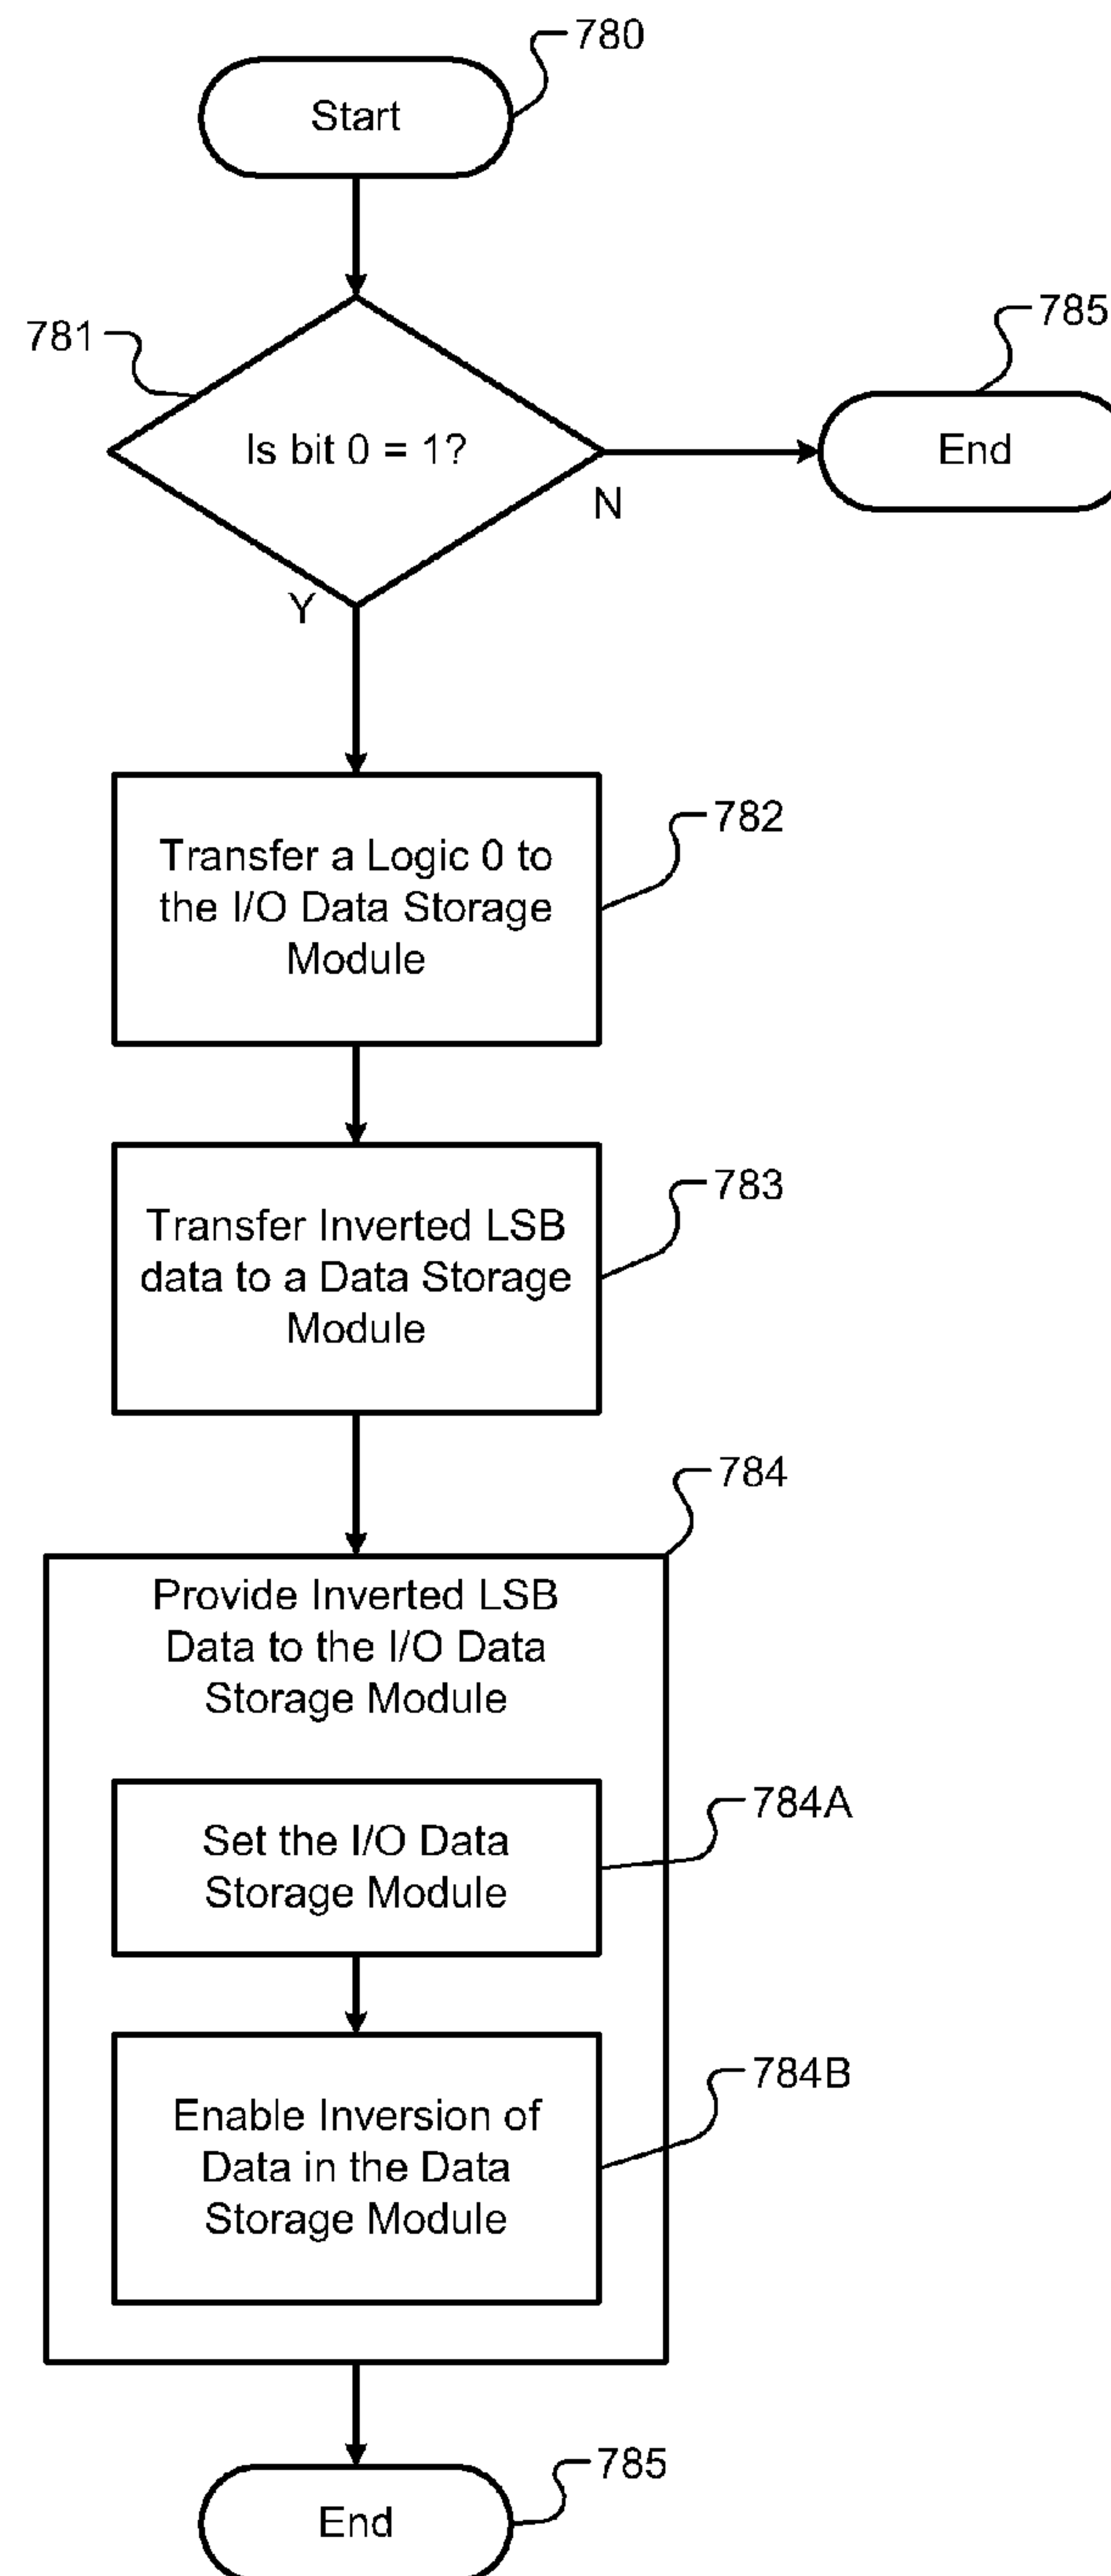 780
Start
781
785
Is bit 0 = 1?
End
N
Y
782
Transfer a Logic 0 to
the I/O Data Storage
Module
783
Transfer Inverted LSB
data to a Data Storage
Module
784
Provide Inverted LSB
Data to the I/O Data
Storage Module
784A
Set the I/O Data
Storage Module
784B
Enable Inversion of
Data in the Data
Storage Module
785
End